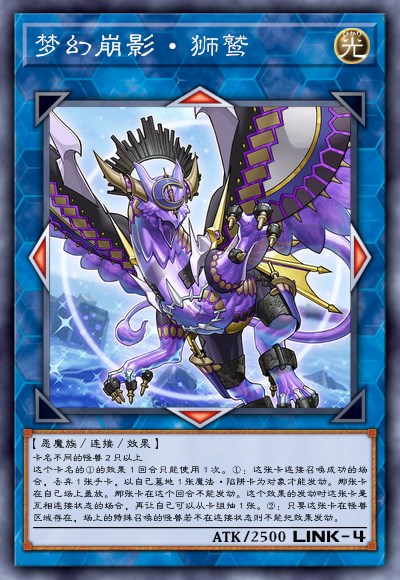 梦幻崩影·狮鹫
光
【恶魔族/连接/效果】
卡名不同的怪兽2只以上
这个卡名的①的效果1回合只能使用1次。①：这张卡连接召唤成功的场
合，丢弃1张手卡，以自己墓地1张魔法·陷阱卡为对象才能发动。那张卡
在自己场上盖放。那张卡在这个回合不能发动。这个效果的发动时这张卡是
互相连接状态的场合，再让自己可以从卡组抽1张。②：只要这张卡在怪兽
区域存在，场上的特殊召唤的怪兽若不在连接状态则不能把效果发动。
ATK/2500 LINK-4